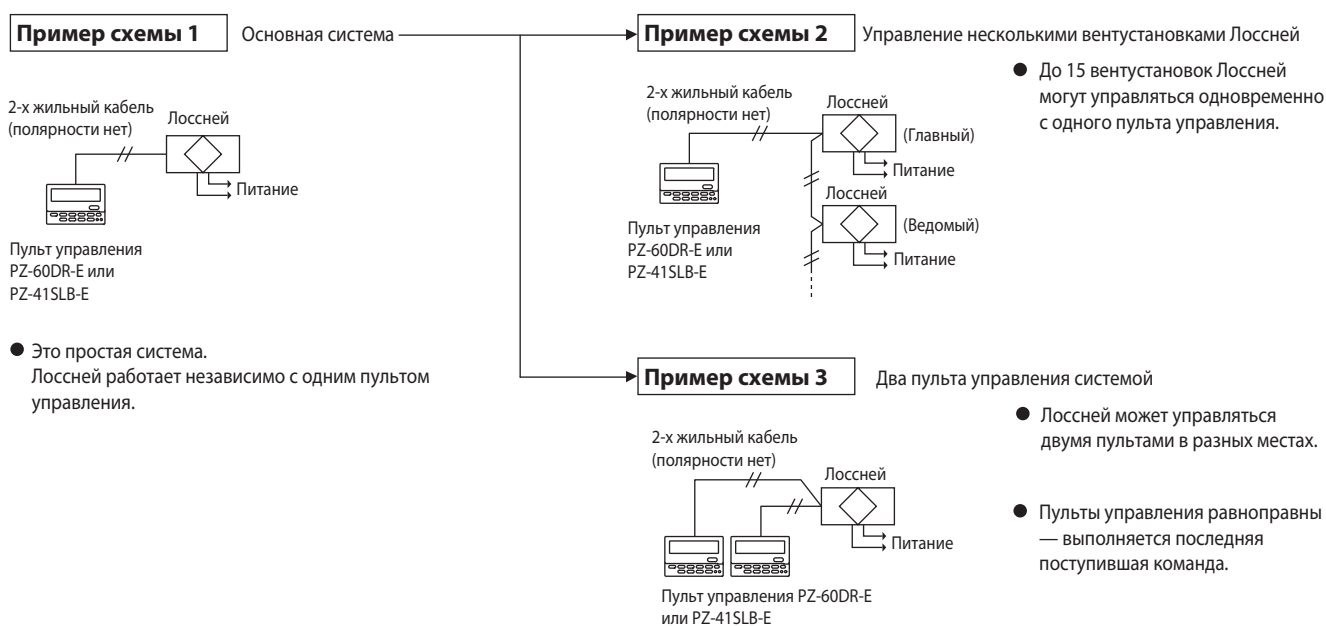 Пример схемы 1
Основная система
2-х жильный кабель
(полярности нет)
Лоссней
Питание
Пульт управления
PZ-60DR-E или
PZ-41SLB-E
● Это простая система.
Лоссней работает независимо с одним пультом
управления.
Пример схемы 2
Управление несколькими вентустановками Лоссней
● До 15 вентустановок Лоссней
могут управляться одновременно
с одного пульта управления.
2-х жильный кабель
(полярности нет)
Лоссней
(Главный)
Питание
Лоссней
(Ведомый)
Питание
Пульт управления
PZ-60DR-E или
PZ-41SLB-E
Пример схемы 3
Два пульта управления системой
● Лоссней может управляться
двумя пультами в разных местах.
● Пульты управления равноправны
— выполняется последняя
поступившая команда.
2-х жильный кабель
(полярности нет)
Лоссней
Питание
Пульт управления PZ-60DR-E
или PZ-41SLB-E